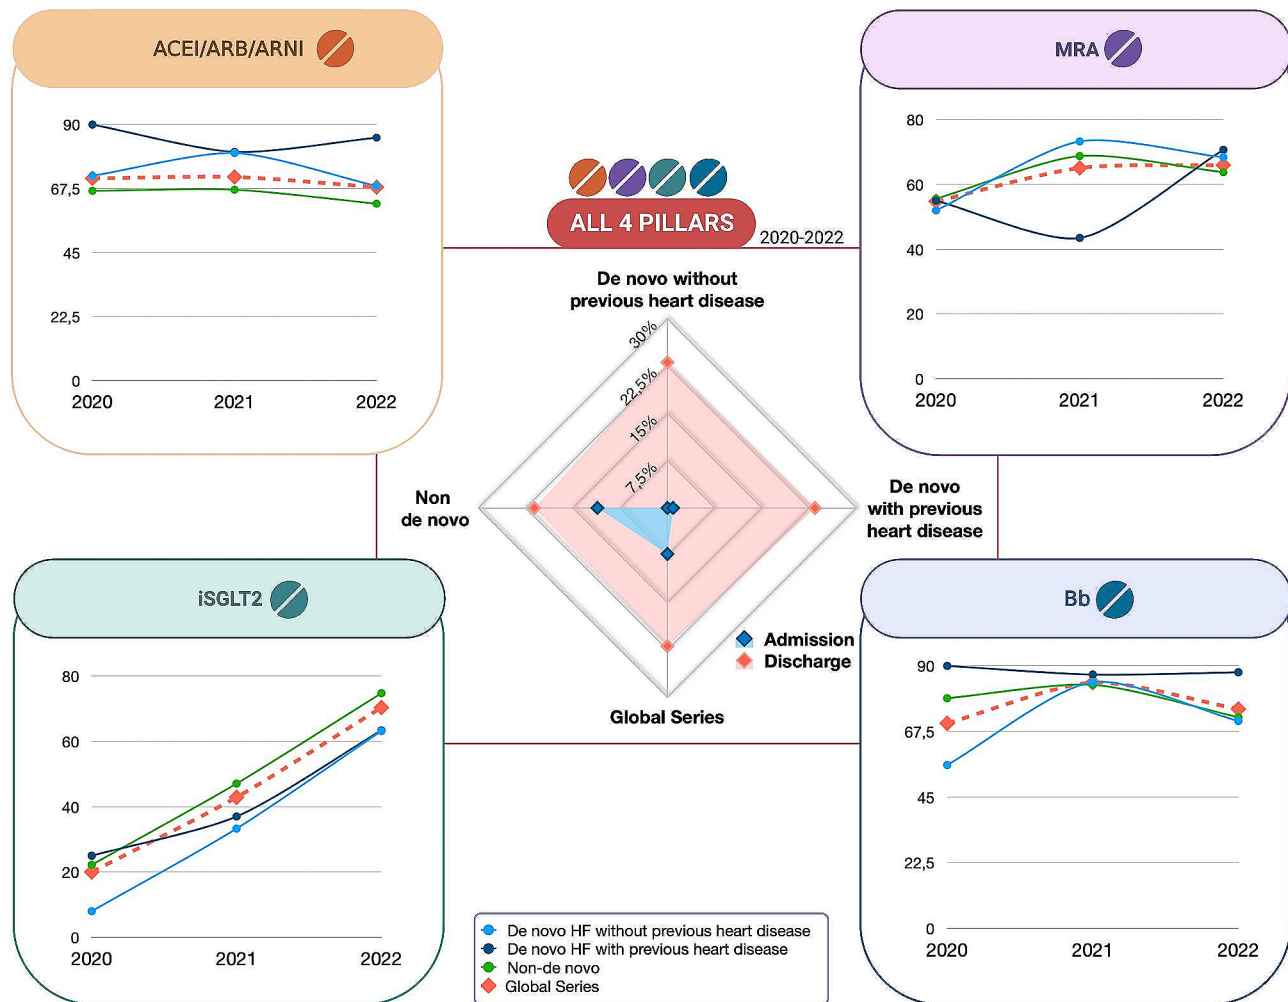 ACEI/ARB/ARNI
90
67,5
45
22,5
0
2020
2021
2022
MRA
80
60
40
20
0
2020
2021
2022
ALL 4 PILLARS
2020-2022
De novo without
previous heart disease
30%
22,5%
15%
7,5%
Non
de novo
De novo
with previous
heart disease
Admission
Discharge
Global Series
iSGLT2
80
60
40
20
0
2020
2021
2022
Bb
90
67,5
45
22,5
0
2020
2021
2022
De novo HF without previous heart disease
De novo HF with previous heart disease
Non-de novo
Global Series